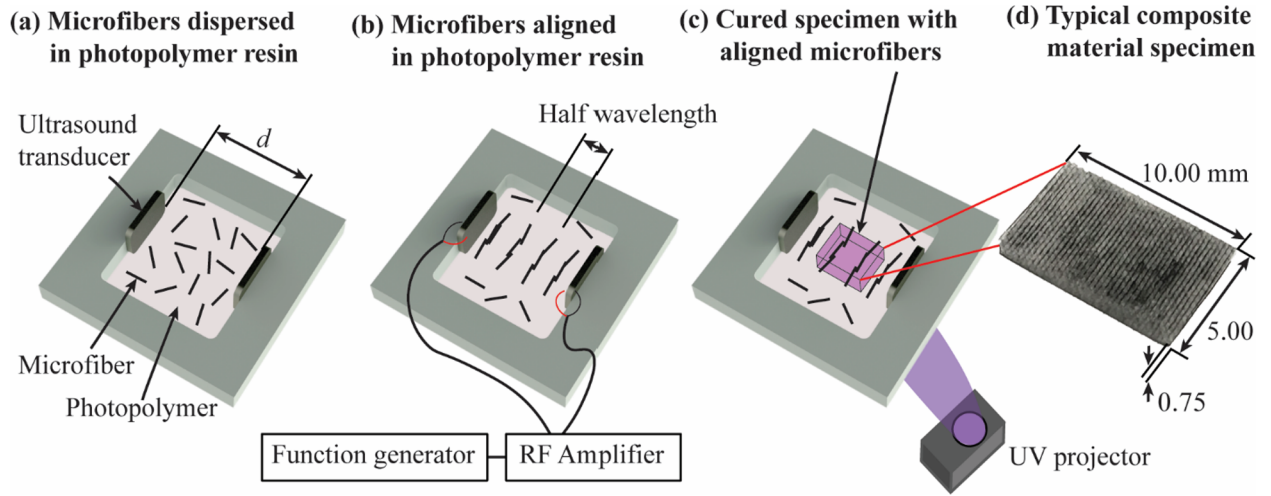 (a) Microfibers dispersed
in photopolymer resin
Ultrasound
transducer
d
Microfiber
Photopolymer
(b) Microfibers aligned
in photopolymer resin
Half wavelength
Function generator
RF Amplifier
(c) Cured specimen with
aligned microfibers
UV projector
(d) Typical composite
material specimen
10.00 mm
5.00
0.75